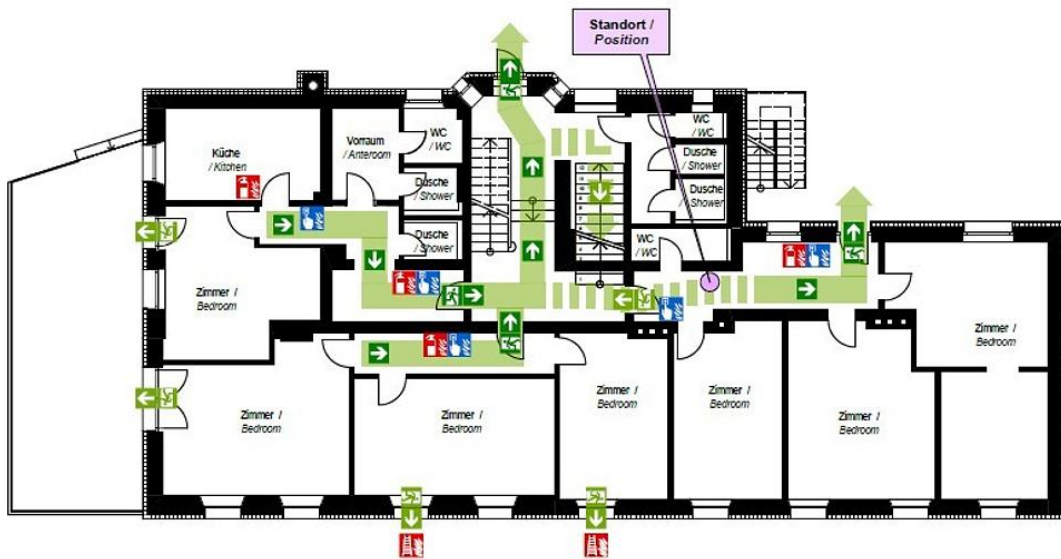 Standort /
Position
WC
/ WC
Vorraum
/ Anteroom
WC
/ WC
Küche
/ Kitchen
Dusche
/ Shower
Dusche
/ Shower
Dusche
/ Shower
Dusche
/ Shower
WC
/ WC
Zimmer /
Bedroom
Zimmer /
Bedroom
Zimmer /
Bedroom
Zimmer /
Bedroom
Zimmer /
Bedroom
Zimmer /
Bedroom
Zimmer /
Bedroom